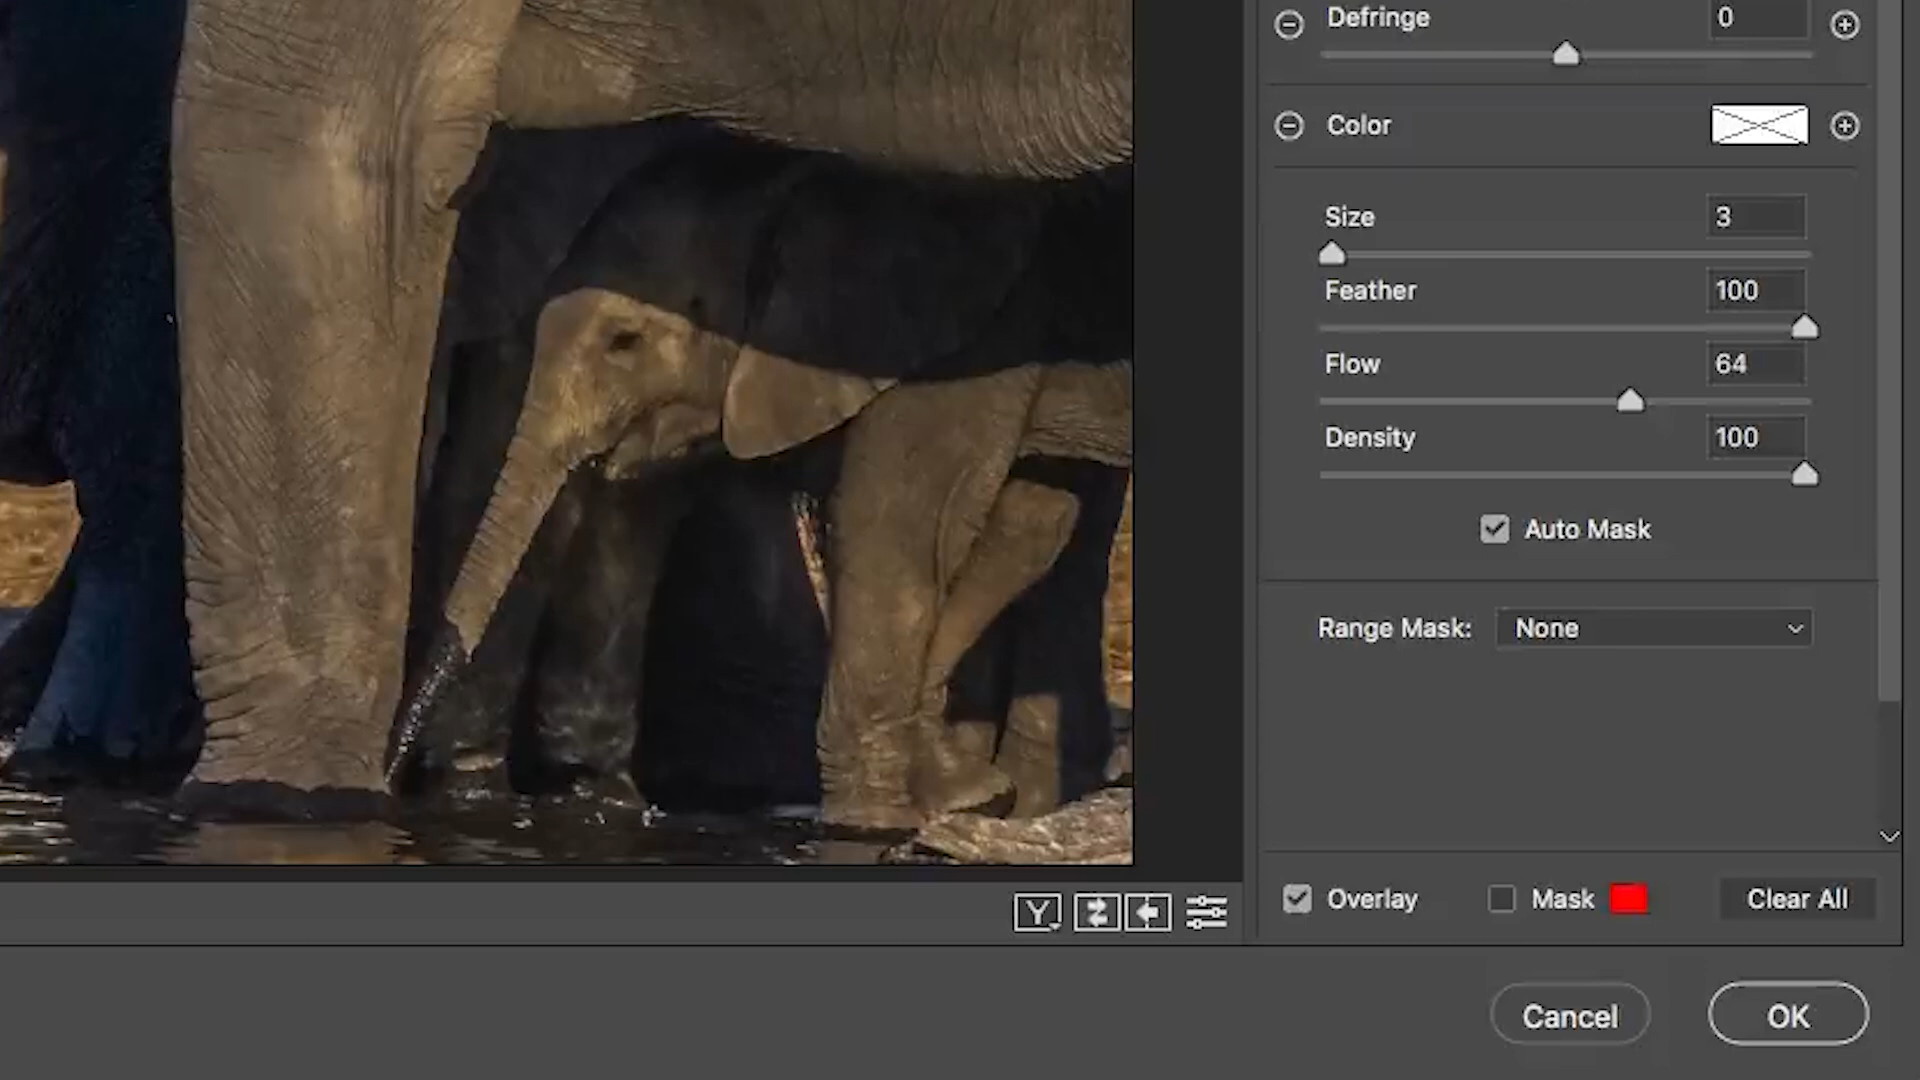 Defringe 0
Color
Size 3
Feather 100
Flow 64
Density 100
Auto Mask
Range Mask: None
Y
Overlay Mask Clear All
Cancel OK